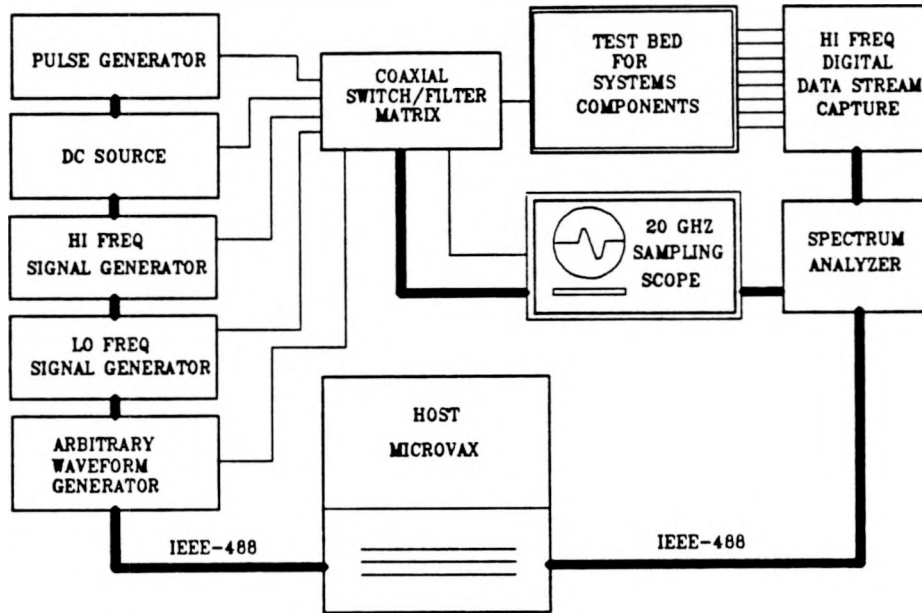 PULSE GENERATOR
DC SOURCE
HI FREQ
SIGNAL GENERATOR
LO FREQ
SIGNAL GENERATOR
ARBITRARY
WAVEFORM
GENERATOR
COAXIAL
SWITCH/FILTER
MATRIX
TEST BED
FOR
SYSTEMS
COMPONENTS
HI FREQ
DIGITAL
DATA STREAM
CAPTURE
20 GHZ
SAMPLING
SCOPE
SPECTRUM
ANALYZER
HOST
MICROVAX
IEEE-488
IEEE-488